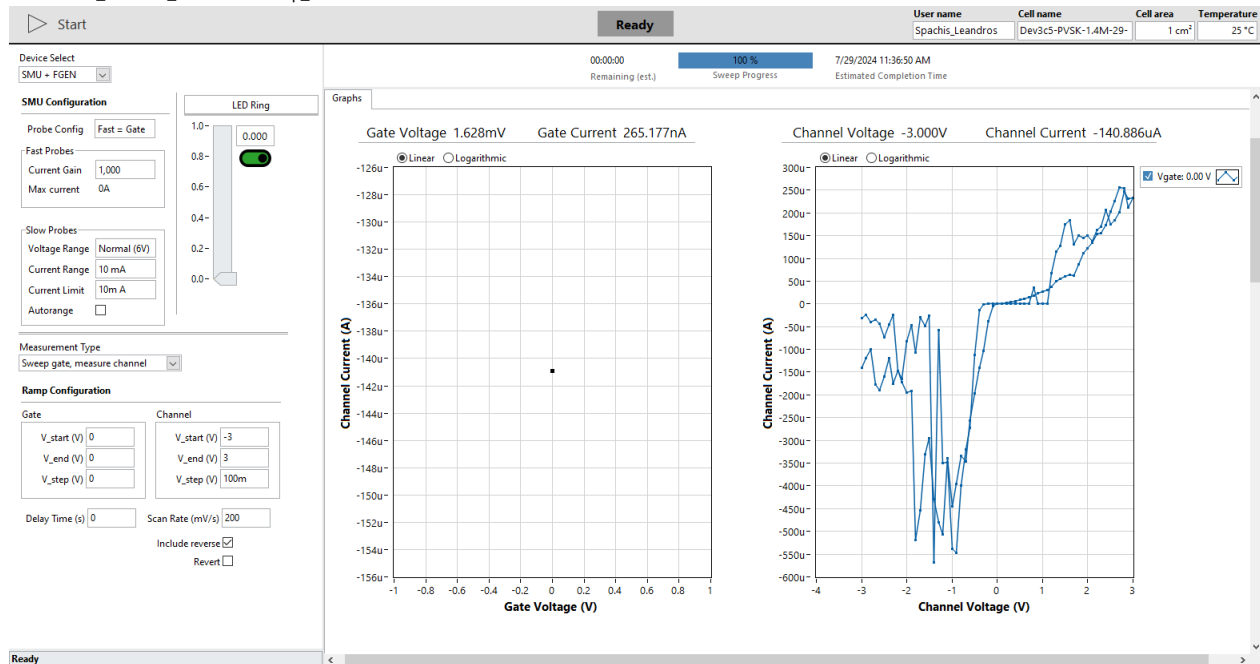 Start
Ready
User name Cell name Cell area Temperature
Spachis_Leandros Dev3c5-PVSK-1.4M-29- 1 cm² 25 °C
Device Select
SMU + FGEN
00:00:00 100 % 7/29/2024 11:36:50 AM
Remaining (est.) Sweep Progress Estimated Completion Time
SMU Configuration
LED Ring
Probe Config Fast = Gate
1.0
0.000
0.8
0.6
0.4
0.2
0.0
Fast Probes
Current Gain 1,000
Max current 0A
Slow Probes
Voltage Range Normal (6V)
Current Range 10 mA
Current Limit 10m A
Autorange
Measurement Type
Sweep gate, measure channel
Ramp Configuration
Gate Channel
V_start (V) 0 V_start (V) -3
V_end (V) 0 V_end (V) 3
V_step (V) 0 V_step (V) 100m
Delay Time (s) 0 Scan Rate (mV/s) 200
Include reverse
Revert
Ready
Graphs
Gate Voltage 1.628mV Gate Current 265.177nA
Linear Logarithmic
Channel Current (A)
-126u
-128u
-130u
-132u
-134u
-136u
-138u
-140u
-142u
-144u
-146u
-148u
-150u
-152u
-154u
-156u
-1 -0.8 -0.6 -0.4 -0.2 0 0.2 0.4 0.6 0.8 1
Gate Voltage (V)
Channel Voltage -3.000V Channel Current -140.886uA
Linear Logarithmic
Vgate: 0.00 V
Channel Current (A)
300u
250u
200u
150u
100u
50u
0
-50u
-100u
-150u
-200u
-250u
-300u
-350u
-400u
-450u
-500u
-550u
-600u
-4 -3 -2 -1 0 1 2 3
Channel Voltage (V)